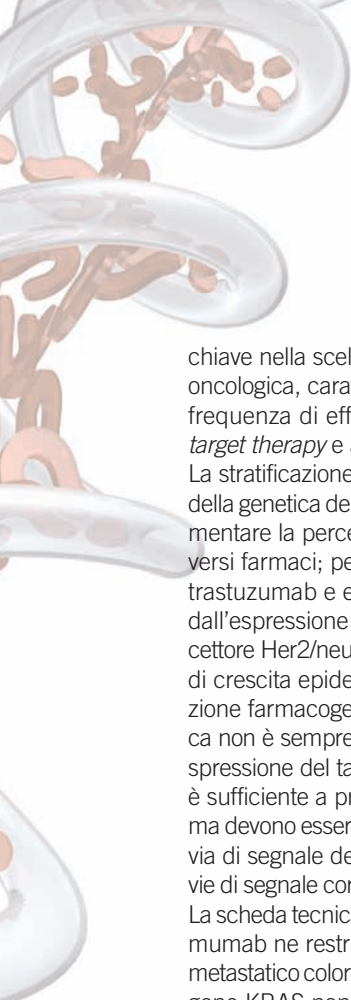 chiave nella scel
oncologica, cara
frequenza di eff
target therapy e
La stratificazione
della genetica de
mentare la perce
versi farmaci; pe
trastuzumab e e
dall'espressione
cettore Her2/neu
di crescita epide
zione farmacoge
ca non è sempre
spressione del ta
è sufficiente a pr
ma devono esser
via di segnale de
vie di segnale cor
La scheda tecnic
mumab ne restr
metastatico color
gene KRAS non